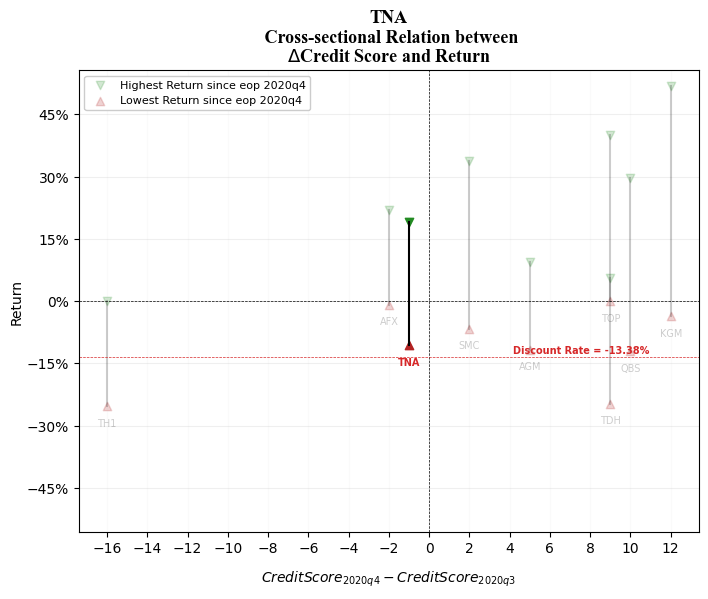 TNA
Cross-sectional Relation between
ΔCredit Score and Return
Highest Return since eop 2020q4
Lowest Return since eop 2020q4
45%
30%
15%
0%
−15%
−30%
−45%
Return
AFX
TNA
SMC
AGM
TOP
KGM
QBS
TDH
TH1
Discount Rate = -13.38%
−16 −14 −12 −10 −8 −6 −4 −2 0 2 4 6 8 10 12
CreditScore2020q4 − CreditScore2020q3